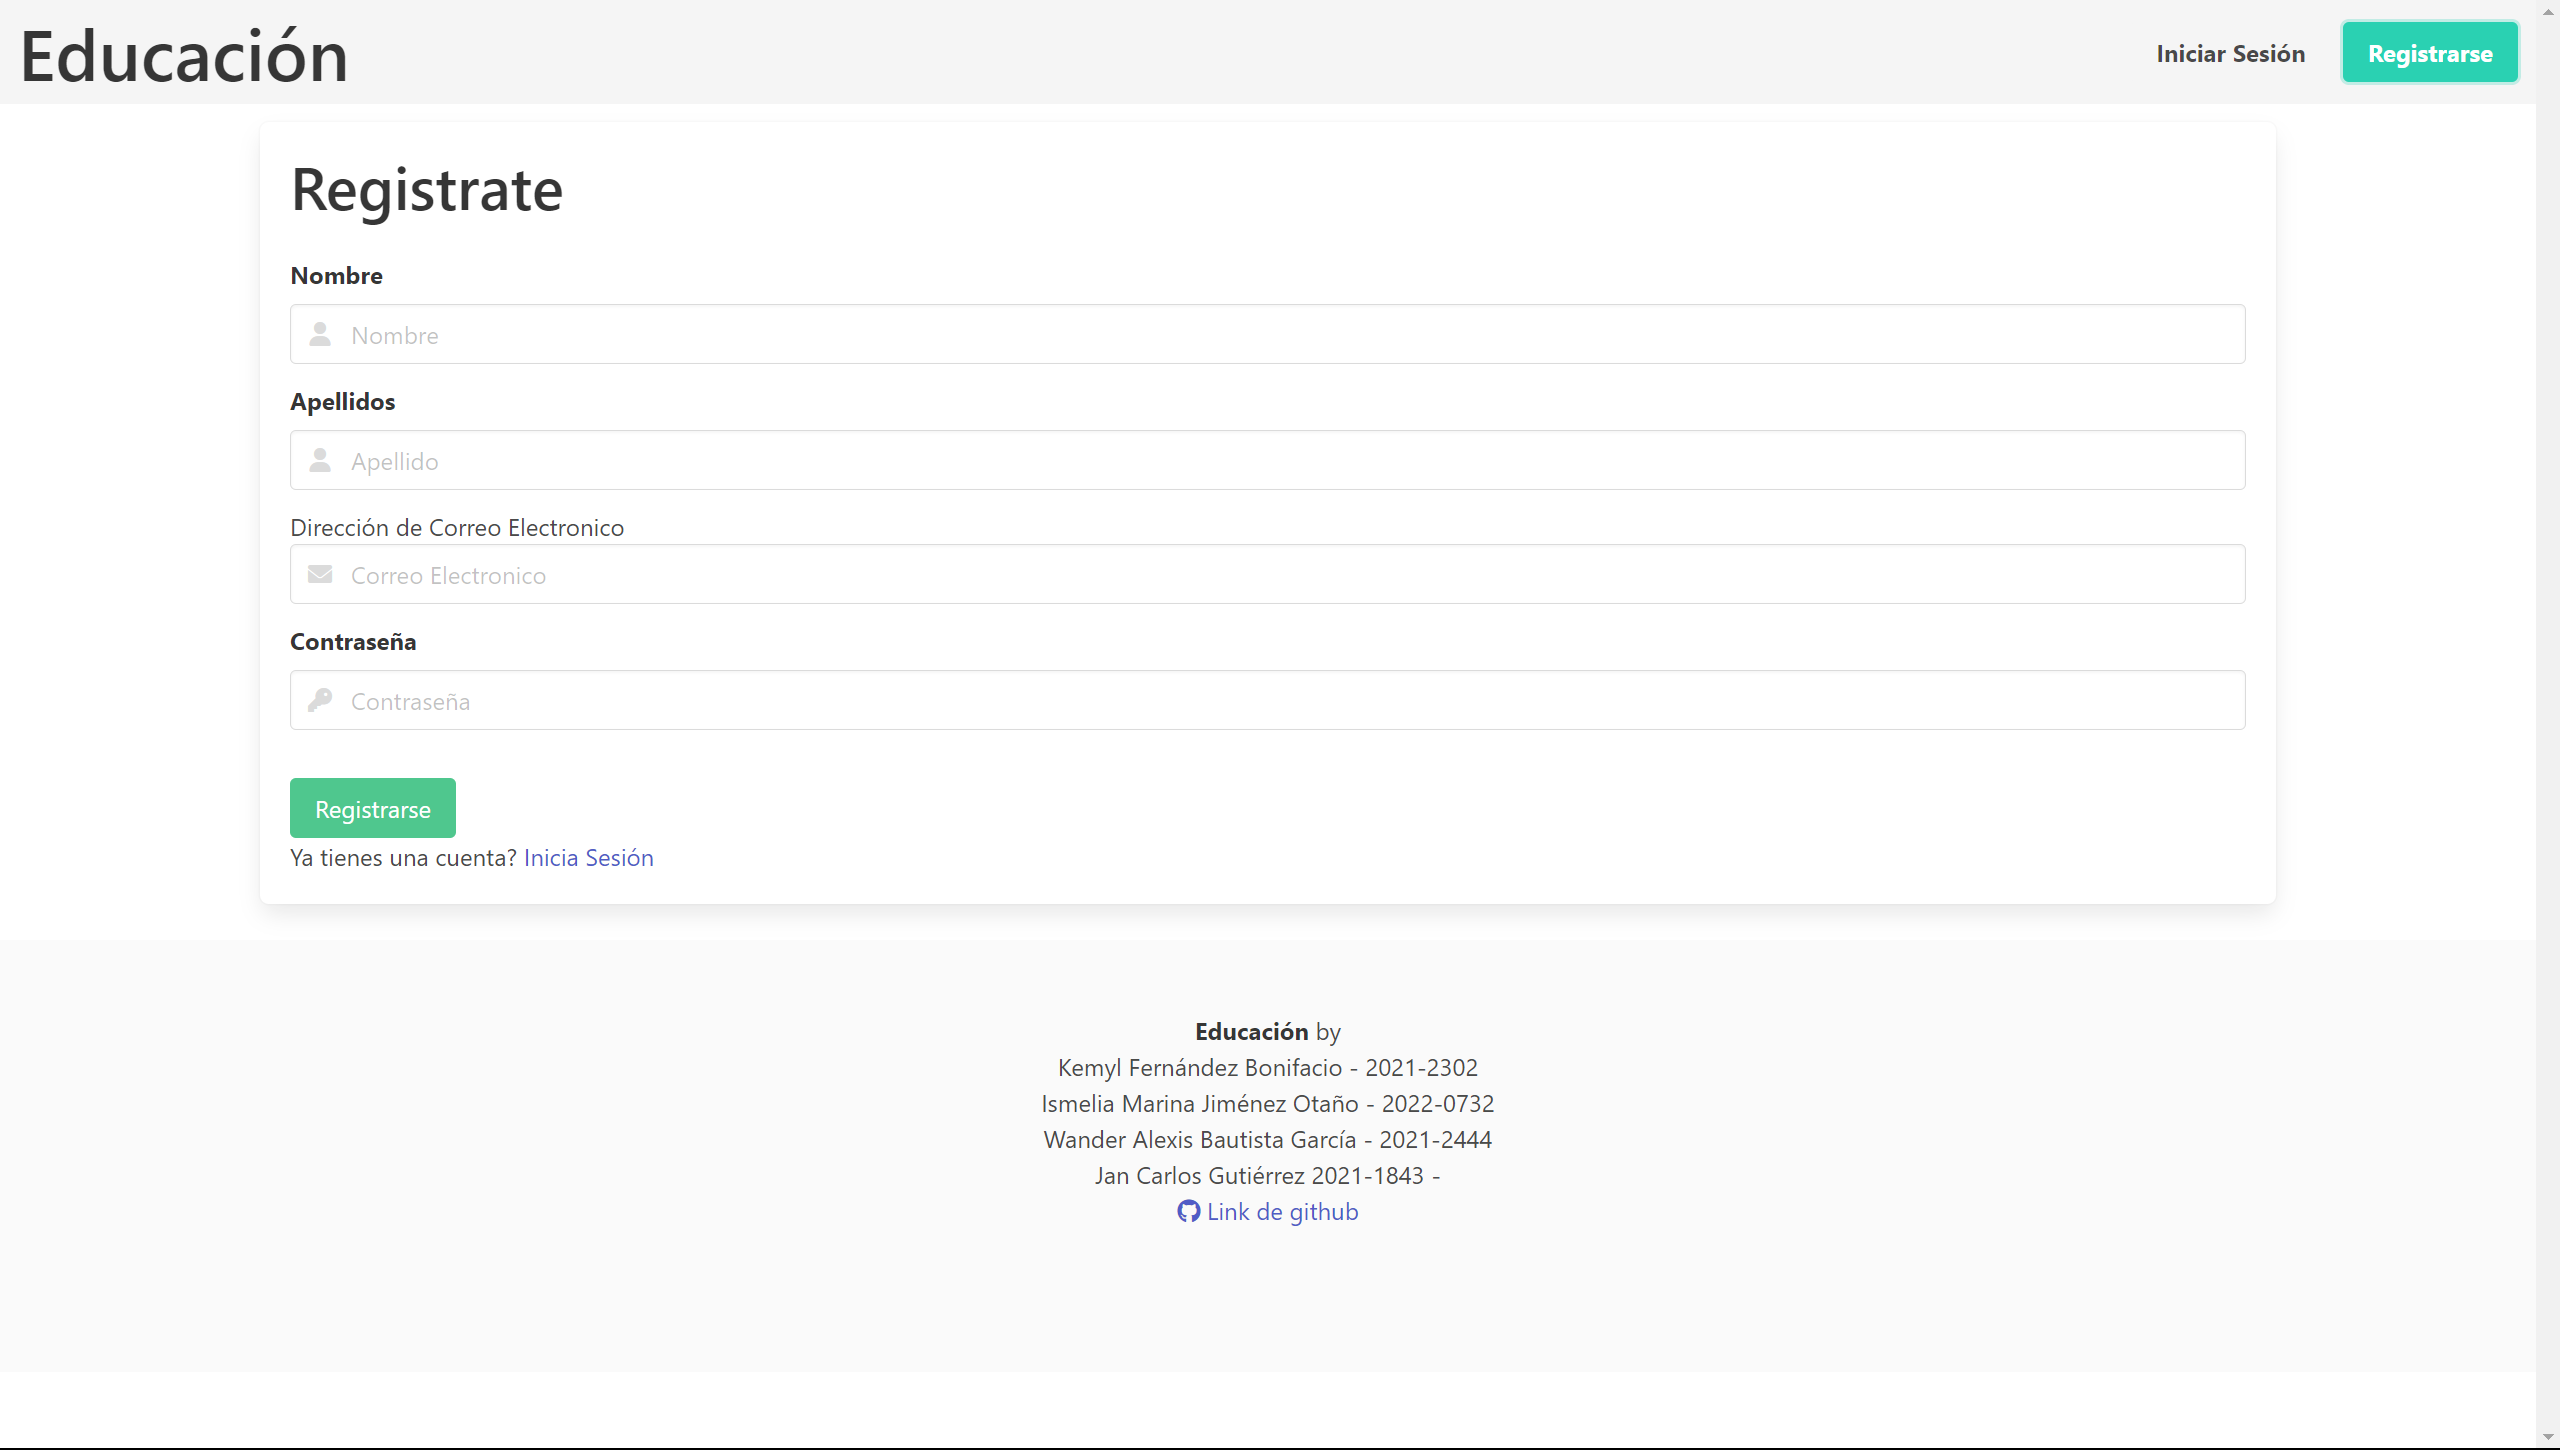 Educación
Iniciar Sesión
Registrarse
Registrate
Nombre
Nombre
Apellidos
Apellido
Dirección de Correo Electronico
Correo Electronico
Contraseña
Contraseña
Registrarse
Ya tienes una cuenta? Inicia Sesión
Educación by
Kemyl Fernández Bonifacio - 2021-2302
Ismelia Marina Jiménez Otaño - 2022-0732
Wander Alexis Bautista García - 2021-2444
Jan Carlos Gutiérrez 2021-1843 -
Link de github